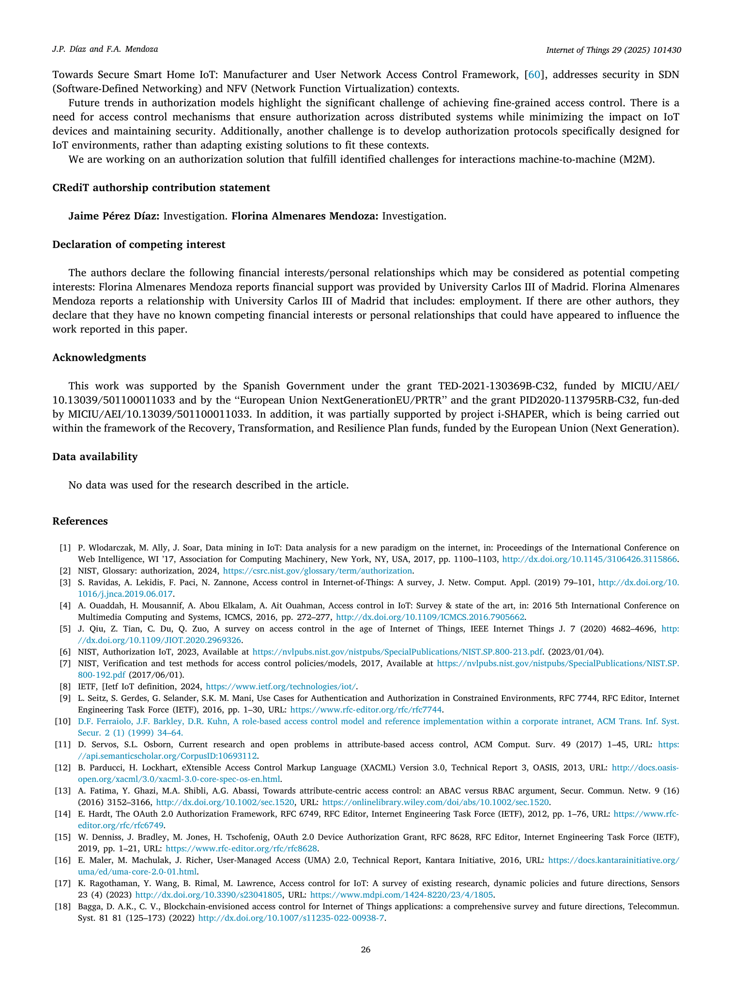 J.P. Díaz and F.A. Mendoza
Internet of Things 29 (2025) 101430
Towards Secure Smart Home IoT: Manufacturer and User Network Access Control Framework, [60], addresses security in SDN
(Software-Defined Networking) and NFV (Network Function Virtualization) contexts.
Future trends in authorization models highlight the significant challenge of achieving fine-grained access control. There is a
need for access control mechanisms that ensure authorization across distributed systems while minimizing the impact on IoT
devices and maintaining security. Additionally, another challenge is to develop authorization protocols specifically designed for
IoT environments, rather than adapting existing solutions to fit these contexts.
We are working on an authorization solution that fulfill identified challenges for interactions machine-to-machine (M2M).
CRediT authorship contribution statement
Jaime Pérez Díaz: Investigation. Florina Almenares Mendoza: Investigation.
Declaration of competing interest
The authors declare the following financial interests/personal relationships which may be considered as potential competing
interests: Florina Almenares Mendoza reports financial support was provided by University Carlos III of Madrid. Florina Almenares
Mendoza reports a relationship with University Carlos III of Madrid that includes: employment. If there are other authors, they
declare that they have no known competing financial interests or personal relationships that could have appeared to influence the
work reported in this paper.
Acknowledgments
This work was supported by the Spanish Government under the grant TED-2021-130369B-C32, funded by MICIU/AEI/
10.13039/501100011033 and by the “European Union NextGenerationEU/PRTR” and the grant PID2020-113795RB-C32, fun-ded
by MICIU/AEI/10.13039/501100011033. In addition, it was partially supported by project i-SHAPER, which is being carried out
within the framework of the Recovery, Transformation, and Resilience Plan funds, funded by the European Union (Next Generation).
Data availability
No data was used for the research described in the article.
References
[1] P. Wlodarczak, M. Ally, J. Soar, Data mining in IoT: Data analysis for a new paradigm on the internet, in: Proceedings of the International Conference on
Web Intelligence, WI '17, Association for Computing Machinery, New York, NY, USA, 2017, pp. 1100–1103, http://dx.doi.org/10.1145/3106426.3115866.
[2] NIST, Glossary: authorization, 2024, https://csrc.nist.gov/glossary/term/authorization.
[3] S. Ravidas, A. Lekidis, F. Paci, N. Zannone, Access control in Internet-of-Things: A survey, J. Netw. Comput. Appl. (2019) 79–101, http://dx.doi.org/10.
1016/j.jnca.2019.06.017.
[4] A. Ouaddah, H. Mousannif, A. Abou Elkalam, A. Ait Ouahman, Access control in IoT: Survey & state of the art, in: 2016 5th International Conference on
Multimedia Computing and Systems, ICMCS, 2016, pp. 272–277, http://dx.doi.org/10.1109/ICMCS.2016.7905662.
[5] J. Qiu, Z. Tian, C. Du, Q. Zuo, A survey on access control in the age of Internet of Things, IEEE Internet Things J. 7 (2020) 4682–4696, http:
//dx.doi.org/10.1109/JIOT.2020.2969326.
[6] NIST, Authorization IoT, 2023, Available at https://nvlpubs.nist.gov/nistpubs/SpecialPublications/NIST.SP.800-213.pdf. (2023/01/04).
[7] NIST, Verification and test methods for access control policies/models, 2017, Available at https://nvlpubs.nist.gov/nistpubs/SpecialPublications/NIST.SP.
800-192.pdf (2017/06/01).
[8] IETF, [Ietf IoT definition, 2024, https://www.ietf.org/technologies/iot/.
[9] L. Seitz, S. Gerdes, G. Selander, S.K. M. Mani, Use Cases for Authentication and Authorization in Constrained Environments, RFC 7744, RFC Editor, Internet
Engineering Task Force (IETF), 2016, pp. 1–30, URL: https://www.rfc-editor.org/rfc/rfc7744.
[10] D.F. Ferraiolo, J.F. Barkley, D.R. Kuhn, A role-based access control model and reference implementation within a corporate intranet, ACM Trans. Inf. Syst.
Secur. 2 (1) (1999) 34–64.
[11] D. Servos, S.L. Osborn, Current research and open problems in attribute-based access control, ACM Comput. Surv. 49 (2017) 1–45, URL: https:
//api.semanticscholar.org/CorpusID:10693112.
[12] B. Parducci, H. Lockhart, eXtensible Access Control Markup Language (XACML) Version 3.0, Technical Report 3, OASIS, 2013, URL: http://docs.oasis-
open.org/xacml/3.0/xacml-3.0-core-spec-os-en.html.
[13] A. Fatima, Y. Ghazi, M.A. Shibli, A.G. Abassi, Towards attribute-centric access control: an ABAC versus RBAC argument, Secur. Commun. Netw. 9 (16)
(2016) 3152–3166, http://dx.doi.org/10.1002/sec.1520, URL: https://onlinelibrary.wiley.com/doi/abs/10.1002/sec.1520.
[14] E. Hardt, The OAuth 2.0 Authorization Framework, RFC 6749, RFC Editor, Internet Engineering Task Force (IETF), 2012, pp. 1–76, URL: https://www.rfc-
editor.org/rfc/rfc6749.
[15] W. Denniss, J. Bradley, M. Jones, H. Tschofenig, OAuth 2.0 Device Authorization Grant, RFC 8628, RFC Editor, Internet Engineering Task Force (IETF),
2019, pp. 1–21, URL: https://www.rfc-editor.org/rfc/rfc8628.
[16] E. Maler, M. Machulak, J. Richer, User-Managed Access (UMA) 2.0, Technical Report, Kantara Initiative, 2016, URL: https://docs.kantarainitiative.org/
uma/ed/uma-core-2.0-01.html.
[17] K. Ragothaman, Y. Wang, B. Rimal, M. Lawrence, Access control for IoT: A survey of existing research, dynamic policies and future directions, Sensors
23 (4) (2023) http://dx.doi.org/10.3390/s23041805, URL: https://www.mdpi.com/1424-8220/23/4/1805.
[18] Bagga, D. A.K., C. V., Blockchain-envisioned access control for Internet of Things applications: a comprehensive survey and future directions, Telecommun.
Syst. 81 81 (125–173) (2022) http://dx.doi.org/10.1007/s11235-022-00938-7.
26